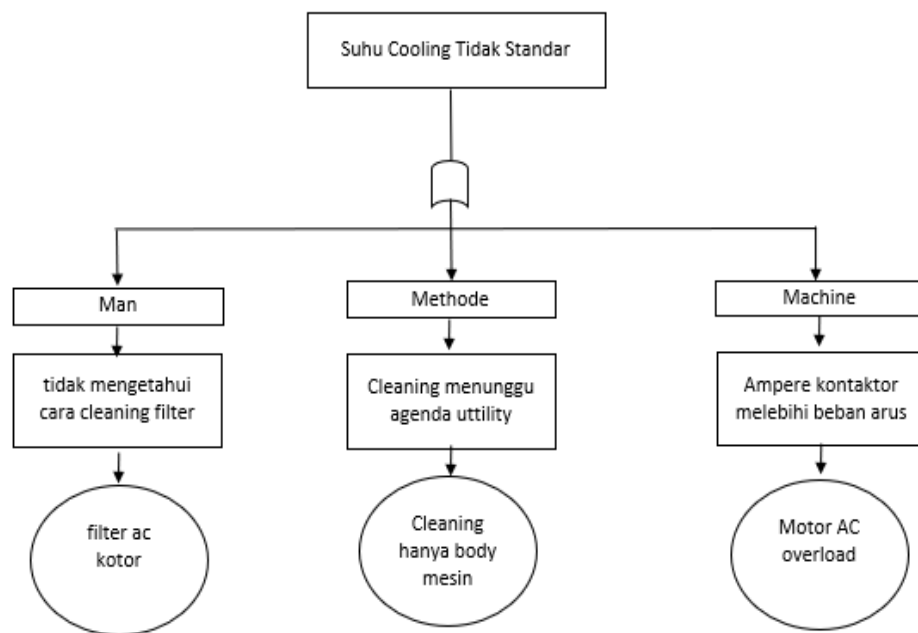 Suhu Cooling Tidak Standar
Man
Methode
Machine
tidak mengetahui
cara cleaning filter
Cleaning menunggu
agenda uttility
Ampere kontaktor
melebihi beban arus
filter ac
kotor
Cleaning
hanya body
mesin
Motor AC
overload